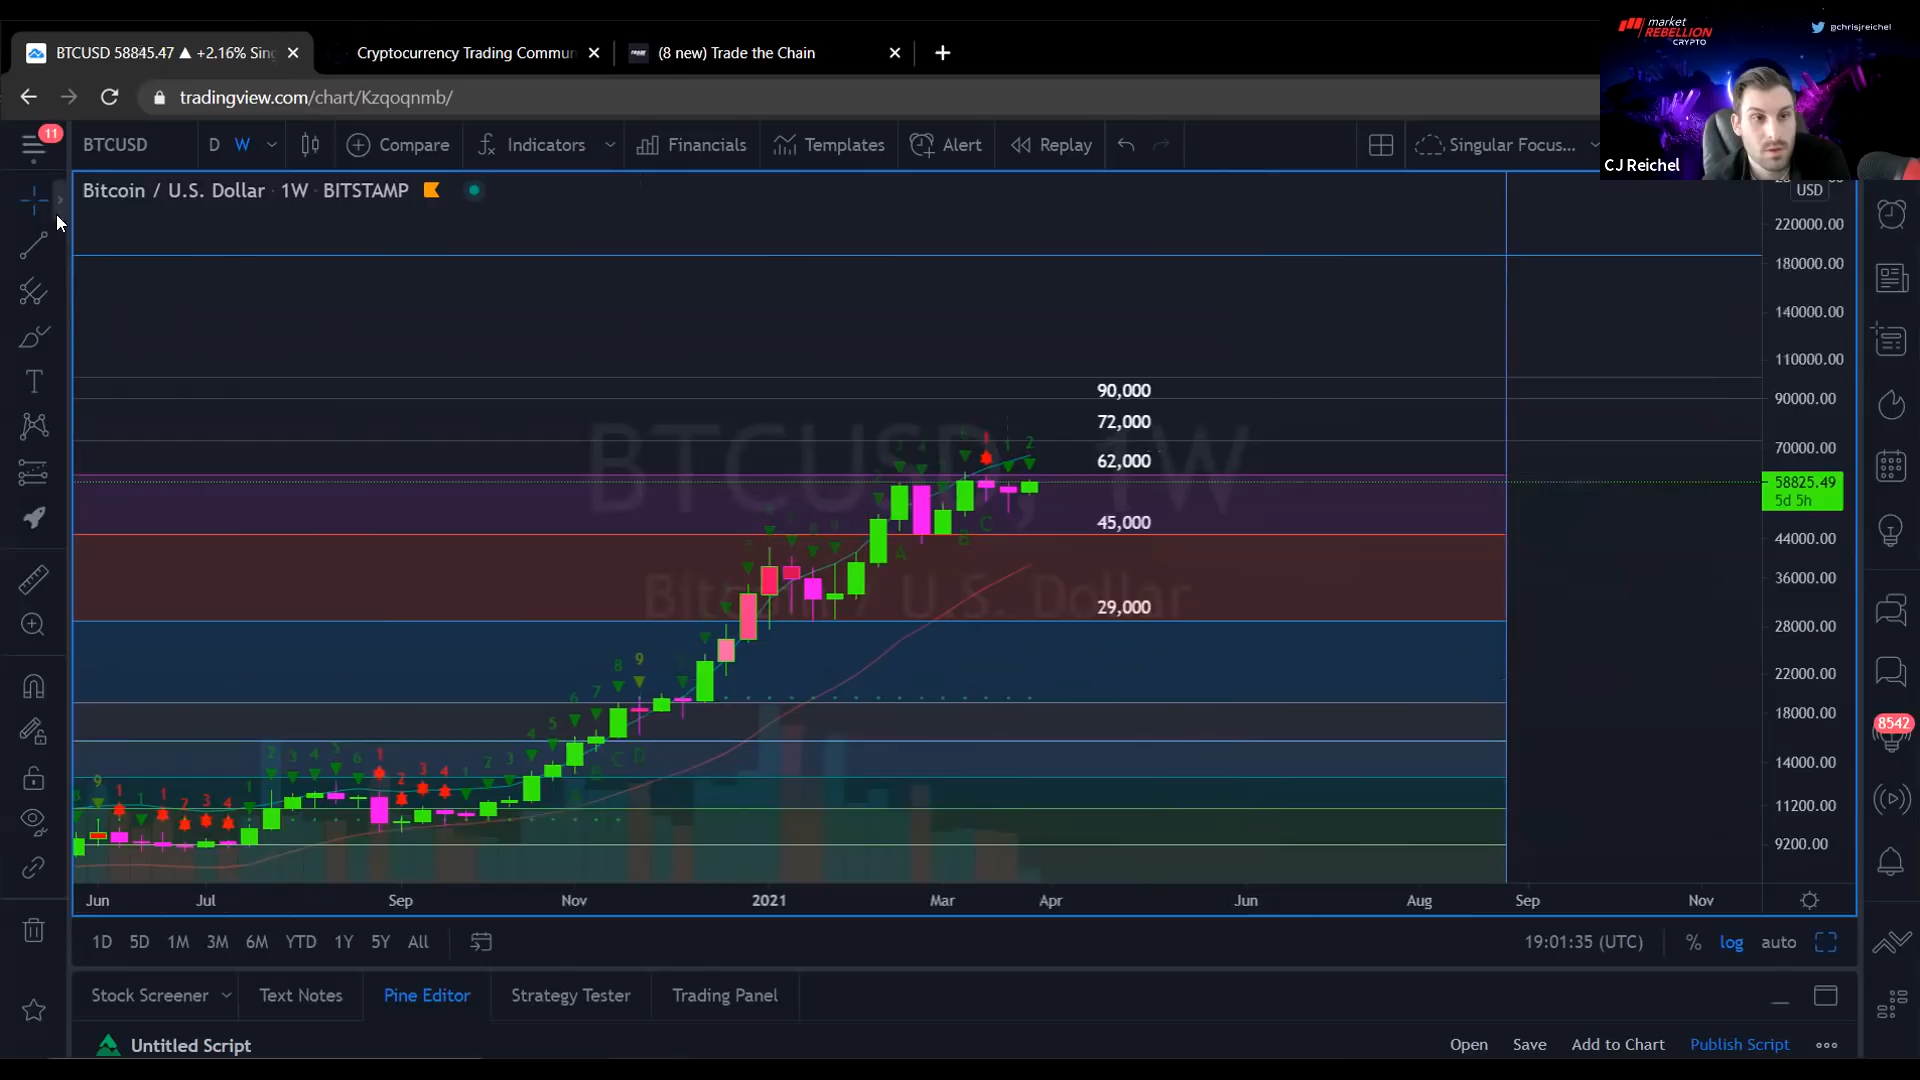 BTCUSD 58845.47 ▲ +2.16% Sing
Cryptocurrency Trading Commun
(8 new) Trade the Chain
tradingview.com/chart/Kzqoqnmb/
market
REBELLION
CRYPTO
@chrisjreichel
CJ Reichel
11
BTCUSD
D
W
Compare
Indicators
Financials
Templates
Alert
Replay
Singular Focus...
Bitcoin / U.S. Dollar · 1W · BITSTAMP
USD
220000.00
180000.00
140000.00
110000.00
90000.00
70000.00
58825.49
5d 5h
44000.00
36000.00
28000.00
22000.00
18000.00
14000.00
11200.00
9200.00
90,000
72,000
62,000
45,000
29,000
BTCUSD, 1W
Bitcoin / U.S. Dollar
8542
Jun
Jul
Sep
Nov
2021
Mar
Apr
Jun
Aug
Sep
Nov
1D 5D 1M 3M 6M YTD 1Y 5Y All
19:01:35 (UTC)
%
log
auto
Stock Screener
Text Notes
Pine Editor
Strategy Tester
Trading Panel
Untitled Script
Open
Save
Add to Chart
Publish Script